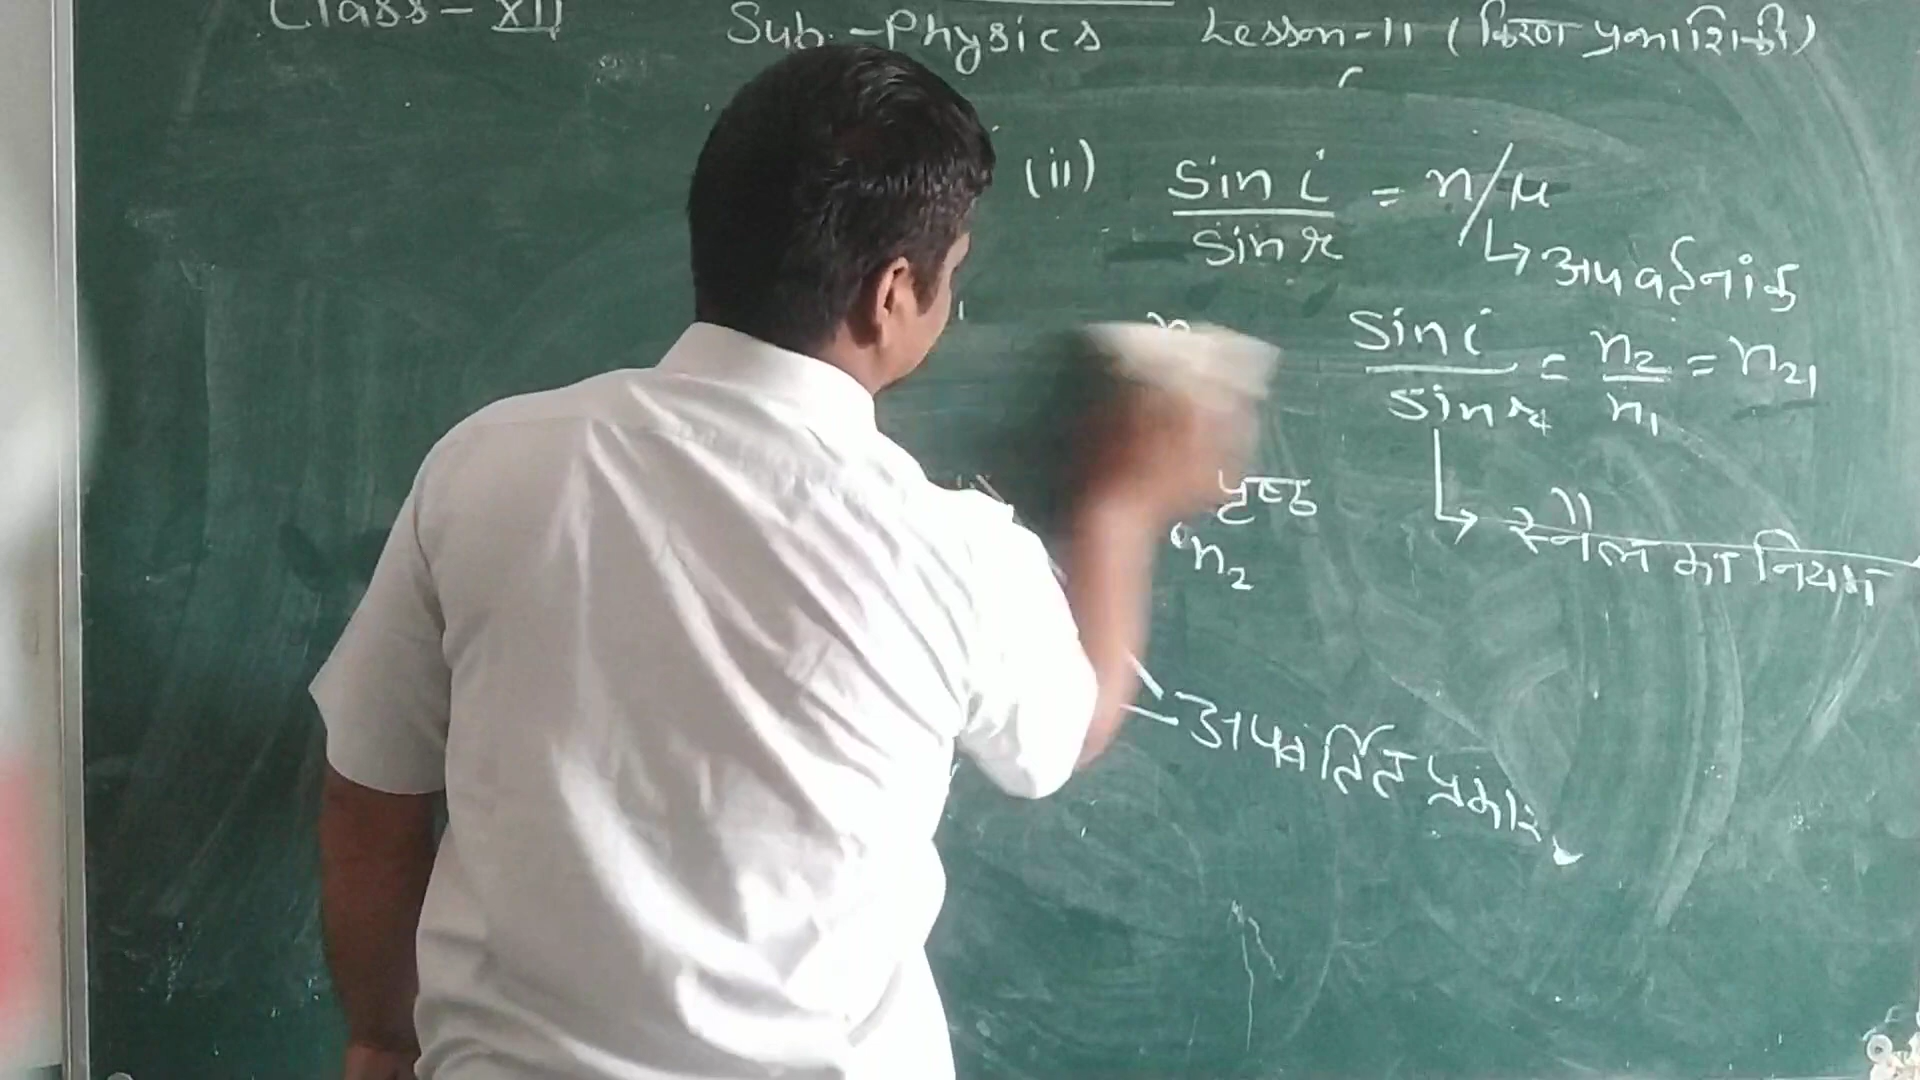 Class - XII Sub. - Physics Lesson - 11 (किरण प्रकाशिकी)
(ii) sin i / sin r = n/μ
↳ अपवर्तनांक
sin i / sin r = n₂ / n₁ = n₂₁
पृष्ठ
↳ स्नैल का नियम
n₂
अपवर्तित प्रकाश